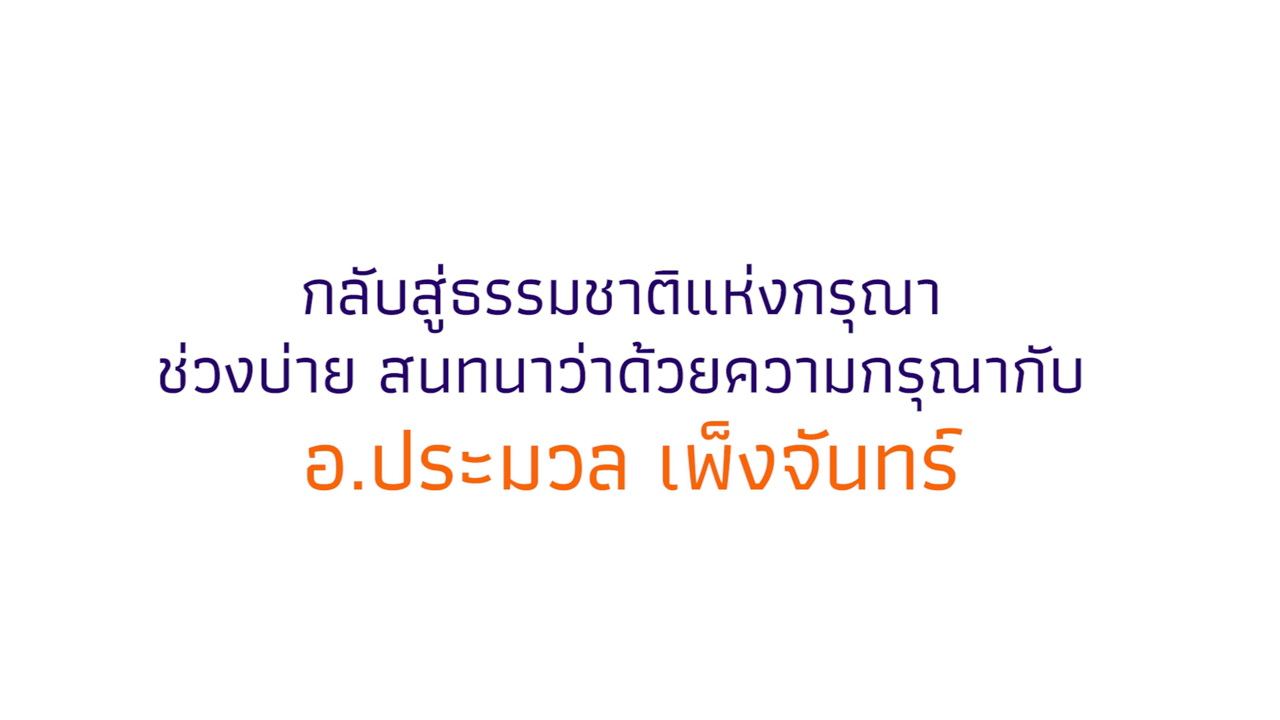 กลับสู่ธรรมชาติแห่งกรุณา
ช่วงบ่าย สนทนาว่าด้วยความกรุณากับ
อ.ประมวล เพ็งจันทร์